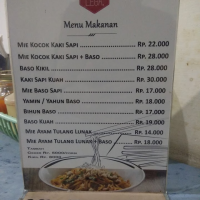 Menu Makanan
Mie Kocok Kaki Sapi Rp. 22.000
Mie Kocok Kaki Sapi + Baso Rp. 28.000
Baso Kikil Rp. 28.000
Kaki Sapi Kuah Rp. 30.000
Mie Baso Sapi Rp. 17.000
Yamin / Yahun Baso Rp. 18.000
Bihun Baso Rp. 17.000
Baso Kuah Rp. 19.000
Mie Ayam Tulang Lunak Rp. 14.000
Mie Ayam Tulang Lunak + Baso Rp. 18.000